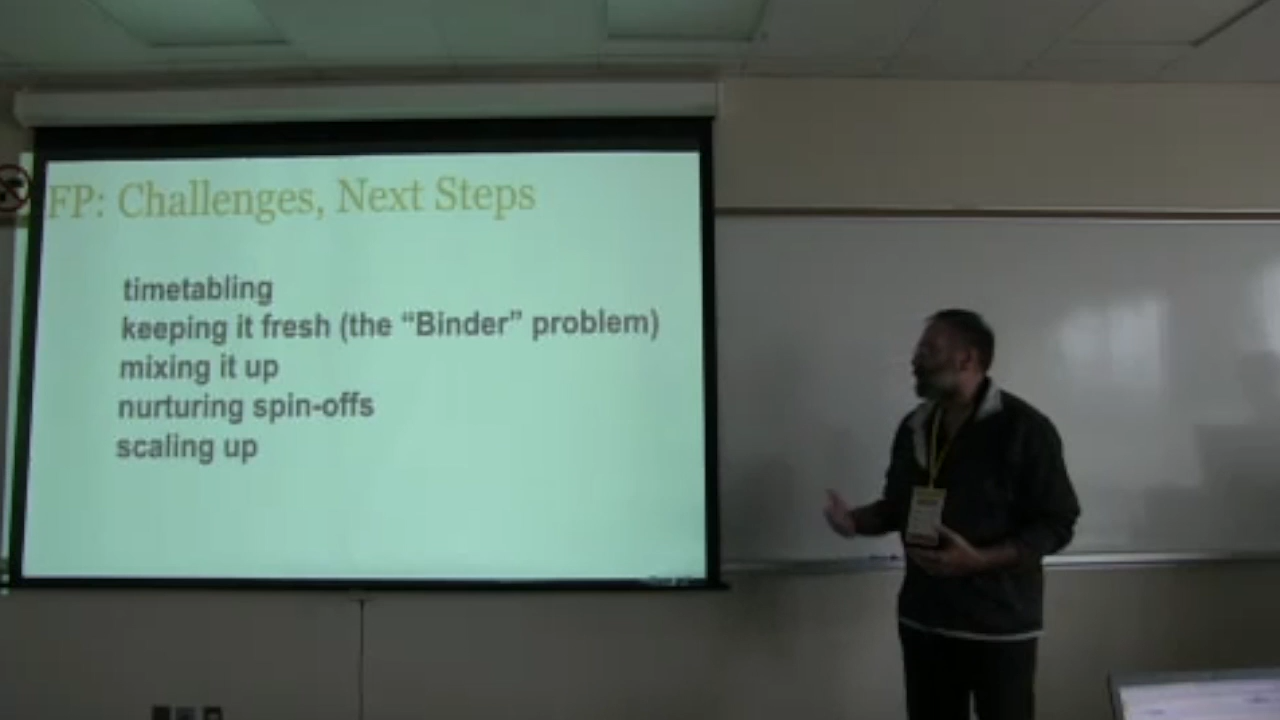 FP: Challenges, Next Steps
timetabling
keeping it fresh (the “Binder” problem)
mixing it up
nurturing spin-offs
scaling up